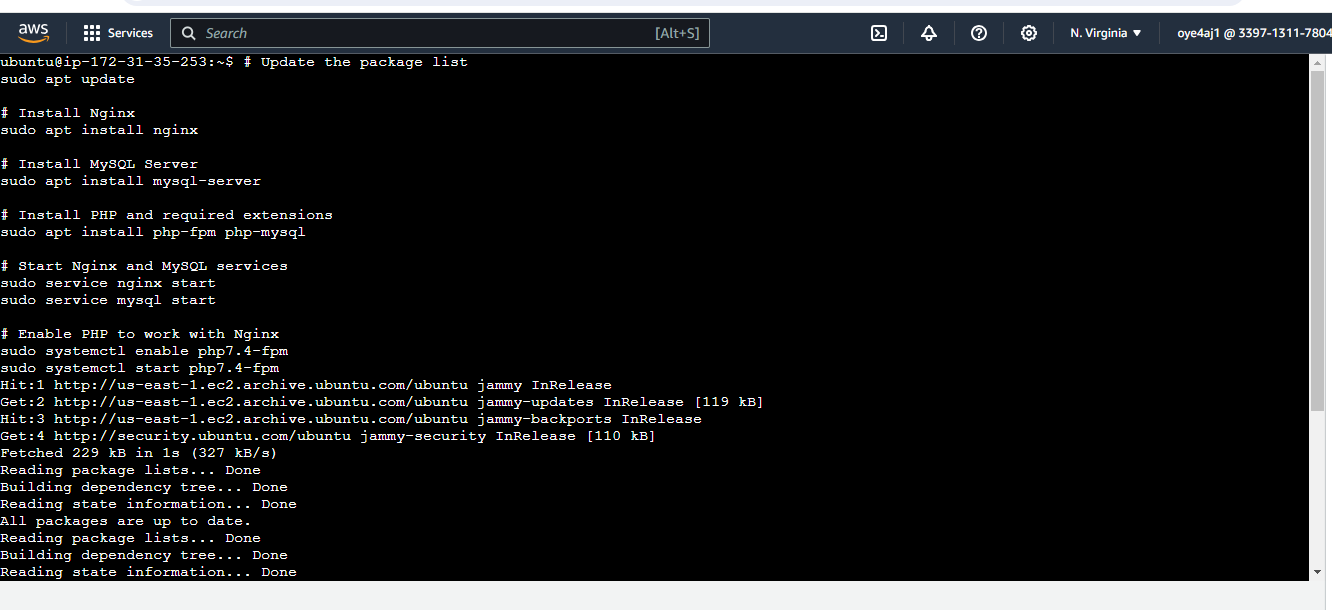 aws
Services
Search
[Alt+S]
N. Virginia
oye4aj1 @ 3397-1311-7804
ubuntu@ip-172-31-35-253:~$ # Update the package list
sudo apt update
# Install Nginx
sudo apt install nginx
# Install MySQL Server
sudo apt install mysql-server
# Install PHP and required extensions
sudo apt install php-fpm php-mysql
# Start Nginx and MySQL services
sudo service nginx start
sudo service mysql start
# Enable PHP to work with Nginx
sudo systemctl enable php7.4-fpm
sudo systemctl start php7.4-fpm
Hit:1 http://us-east-1.ec2.archive.ubuntu.com/ubuntu jammy InRelease
Get:2 http://us-east-1.ec2.archive.ubuntu.com/ubuntu jammy-updates InRelease [119 kB]
Hit:3 http://us-east-1.ec2.archive.ubuntu.com/ubuntu jammy-backports InRelease
Get:4 http://security.ubuntu.com/ubuntu jammy-security InRelease [110 kB]
Fetched 229 kB in 1s (327 kB/s)
Reading package lists... Done
Building dependency tree... Done
Reading state information... Done
All packages are up to date.
Reading package lists... Done
Building dependency tree... Done
Reading state information... Done